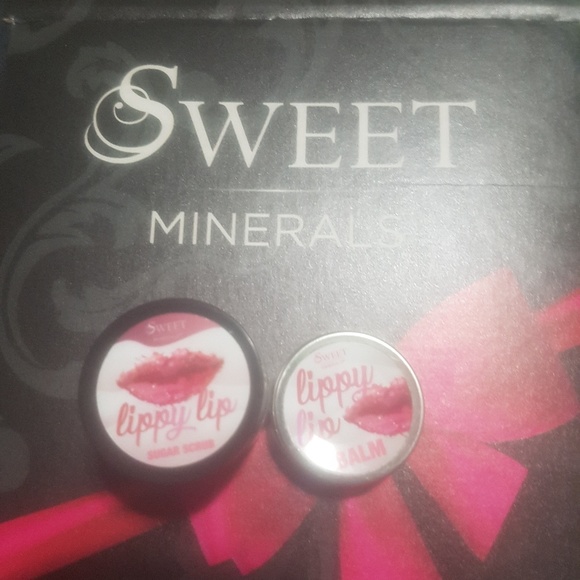 SWEET
MINERALS
SWEET
lippy lip
SUGAR SCRUB
SWEET
lippy
lip
BALM